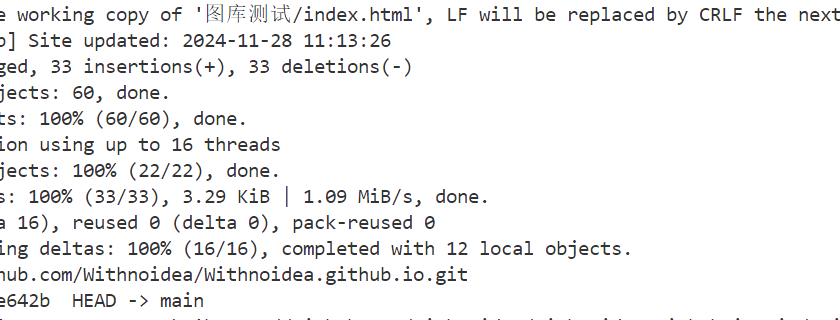 e working copy of '图库测试/index.html', LF will be replaced by CRLF the next
] Site updated: 2024-11-28 11:13:26
ged, 33 insertions(+), 33 deletions(-)
jects: 60, done.
ts: 100% (60/60), done.
ion using up to 16 threads
jects: 100% (22/22), done.
s: 100% (33/33), 3.29 KiB | 1.09 MiB/s, done.
a 16), reused 0 (delta 0), pack-reused 0
ing deltas: 100% (16/16), completed with 12 local objects.
hub.com/Withnoidea/Withnoidea.github.io.git
e642b  HEAD -> main